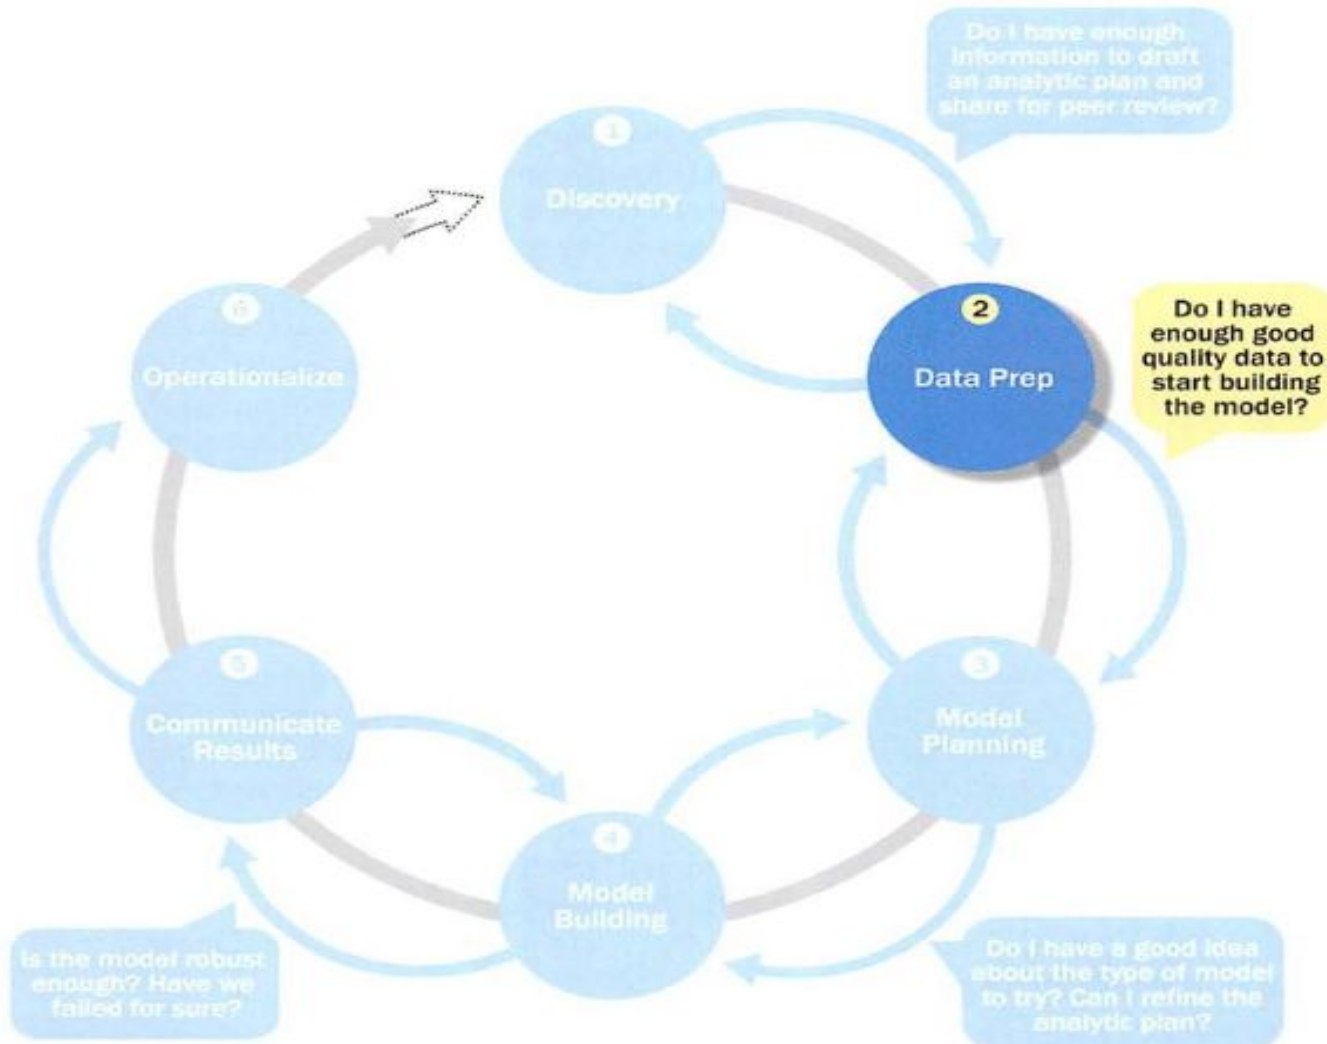 Do I have enough
information to draft
an analytic plan and
share for peer review?
1
Discovery
2
Data Prep
Do I have
enough good
quality data to
start building
the model?
6
Operationalize
3
Model
Planning
5
Communicate
Results
4
Model
Building
Is the model robust
enough? Have we
failed for sure?
Do I have a good idea
about the type of model
to try? Can I refine the
analytic plan?